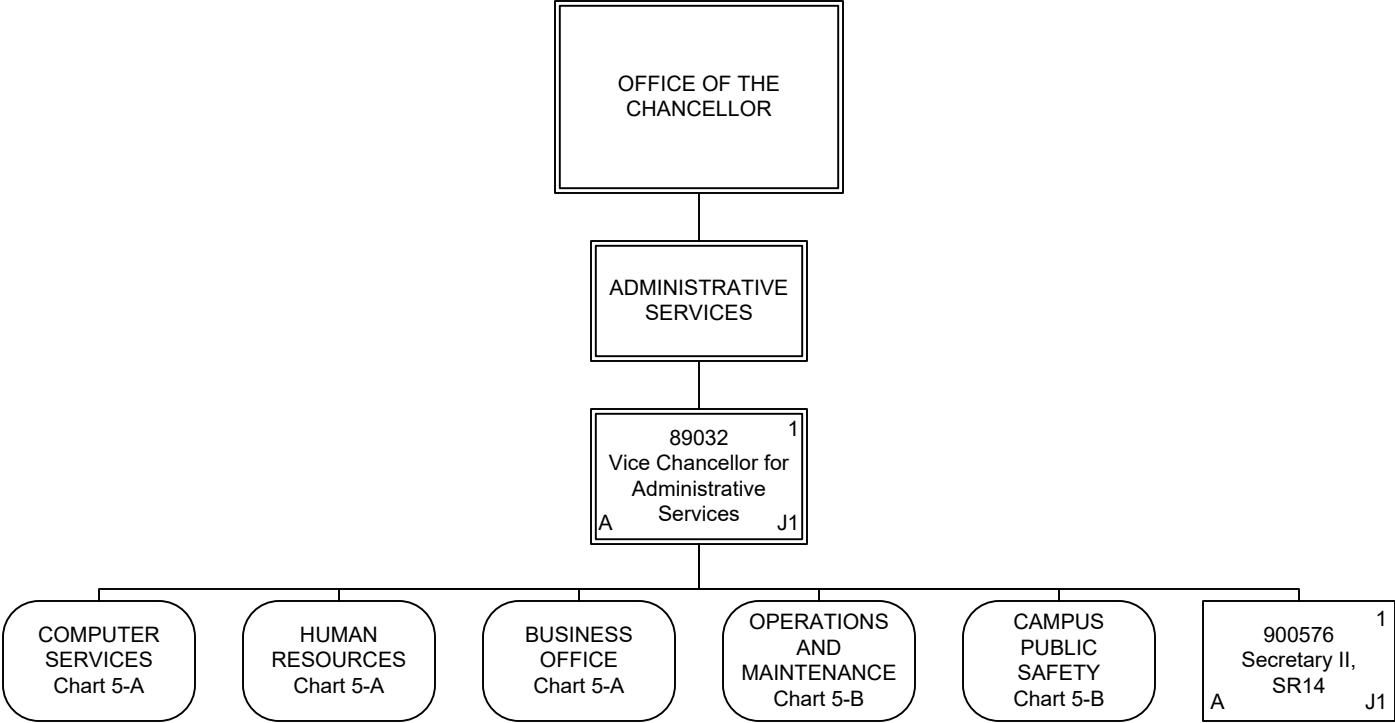 OFFICE OF THE
CHANCELLOR
ADMINISTRATIVE
SERVICES
89032
1
Vice Chancellor for
Administrative
Services
A
J1
COMPUTER
SERVICES
Chart 5-A
HUMAN
RESOURCES
Chart 5-A
BUSINESS
OFFICE
Chart 5-A
OPERATIONS
AND
MAINTENANCE
Chart 5-B
CAMPUS
PUBLIC
SAFETY
Chart 5-B
1
900576
Secretary II,
SR14
A
J1